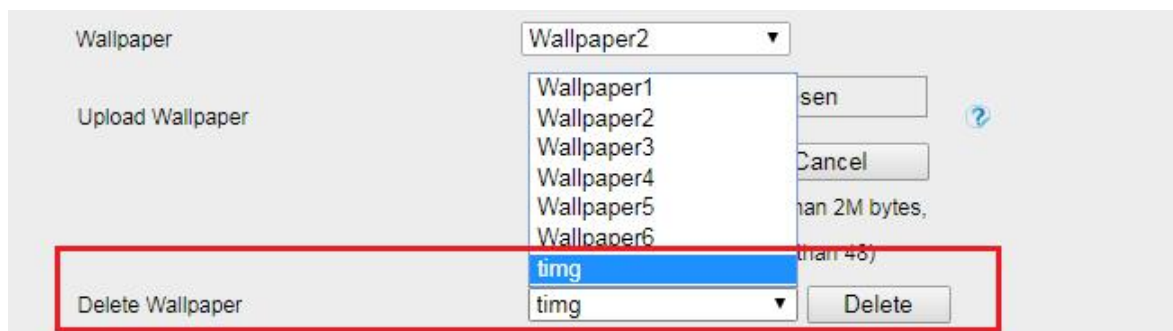 Wallpaper Wallpaper2
Wallpaper1
Upload Wallpaper sen
Wallpaper2
Wallpaper3
Wallpaper4 Cancel
Wallpaper5 han 2M bytes,
Wallpaper6 than 48)
timg
Delete Wallpaper timg Delete